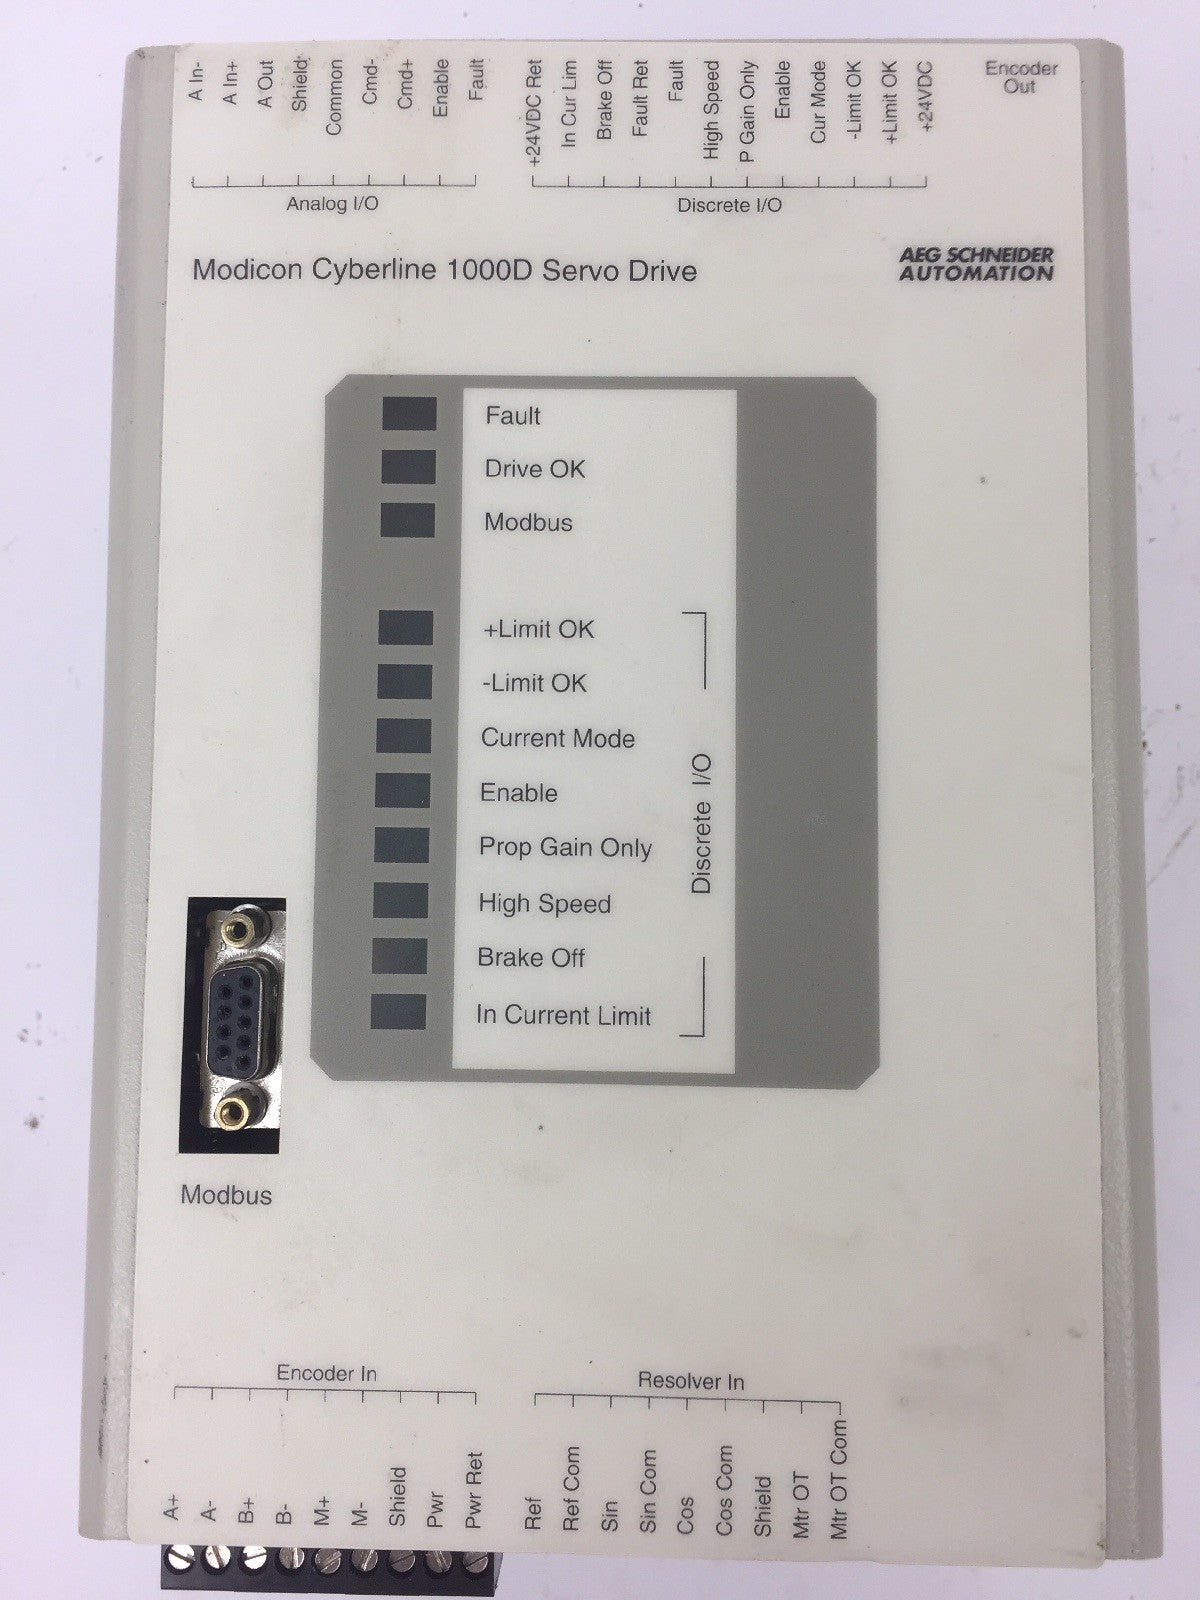 A In-
A In+
A Out
Shield
Common
Cmd-
Cmd+
Enable
Fault
Analog I/O
+24VDC Ret
In Cur Lim
Brake Off
Fault Ret
Fault
High Speed
P Gain Only
Enable
Cur Mode
-Limit OK
+Limit OK
+24VDC
Discrete I/O
Encoder
Out
Modicon Cyberline 1000D Servo Drive
AEG SCHNEIDER
AUTOMATION
Fault
Drive OK
Modbus
+Limit OK
-Limit OK
Current Mode
Enable
Prop Gain Only
High Speed
Brake Off
In Current Limit
Discrete I/O
Modbus
Encoder In
A+
A-
B+
B-
M+
M-
Shield
Pwr
Pwr Ret
Resolver In
Ref
Ref Com
Sin
Sin Com
Cos
Cos Com
Shield
Mtr OT
Mtr OT Com